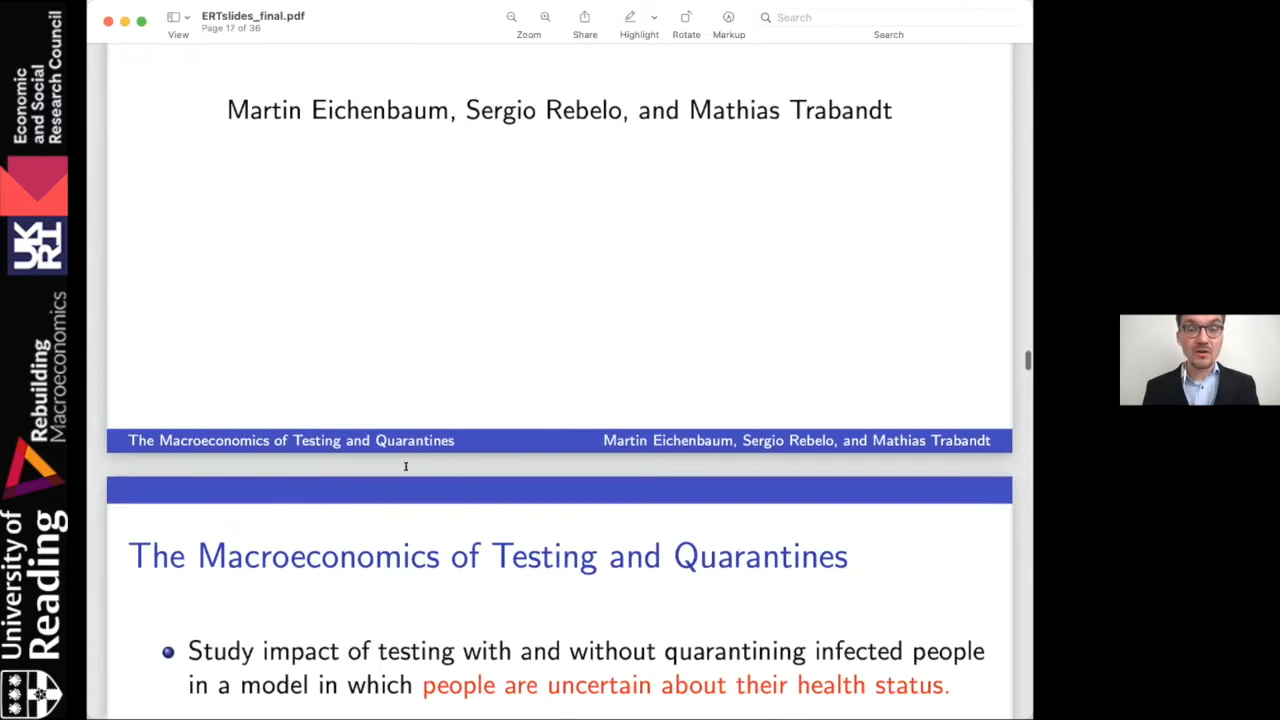 ERTslides_final.pdf
Page 17 of 36
View
Zoom
Share
Highlight
Rotate
Markup
Search
Search
Martin Eichenbaum, Sergio Rebelo, and Mathias Trabandt
The Macroeconomics of Testing and Quarantines
Martin Eichenbaum, Sergio Rebelo, and Mathias Trabandt
The Macroeconomics of Testing and Quarantines
Study impact of testing with and without quarantining infected people
in a model in which people are uncertain about their health status.
Economic
and Social
Research Council
UK
RI
Rebuilding
Macroeconomics
University of
Reading